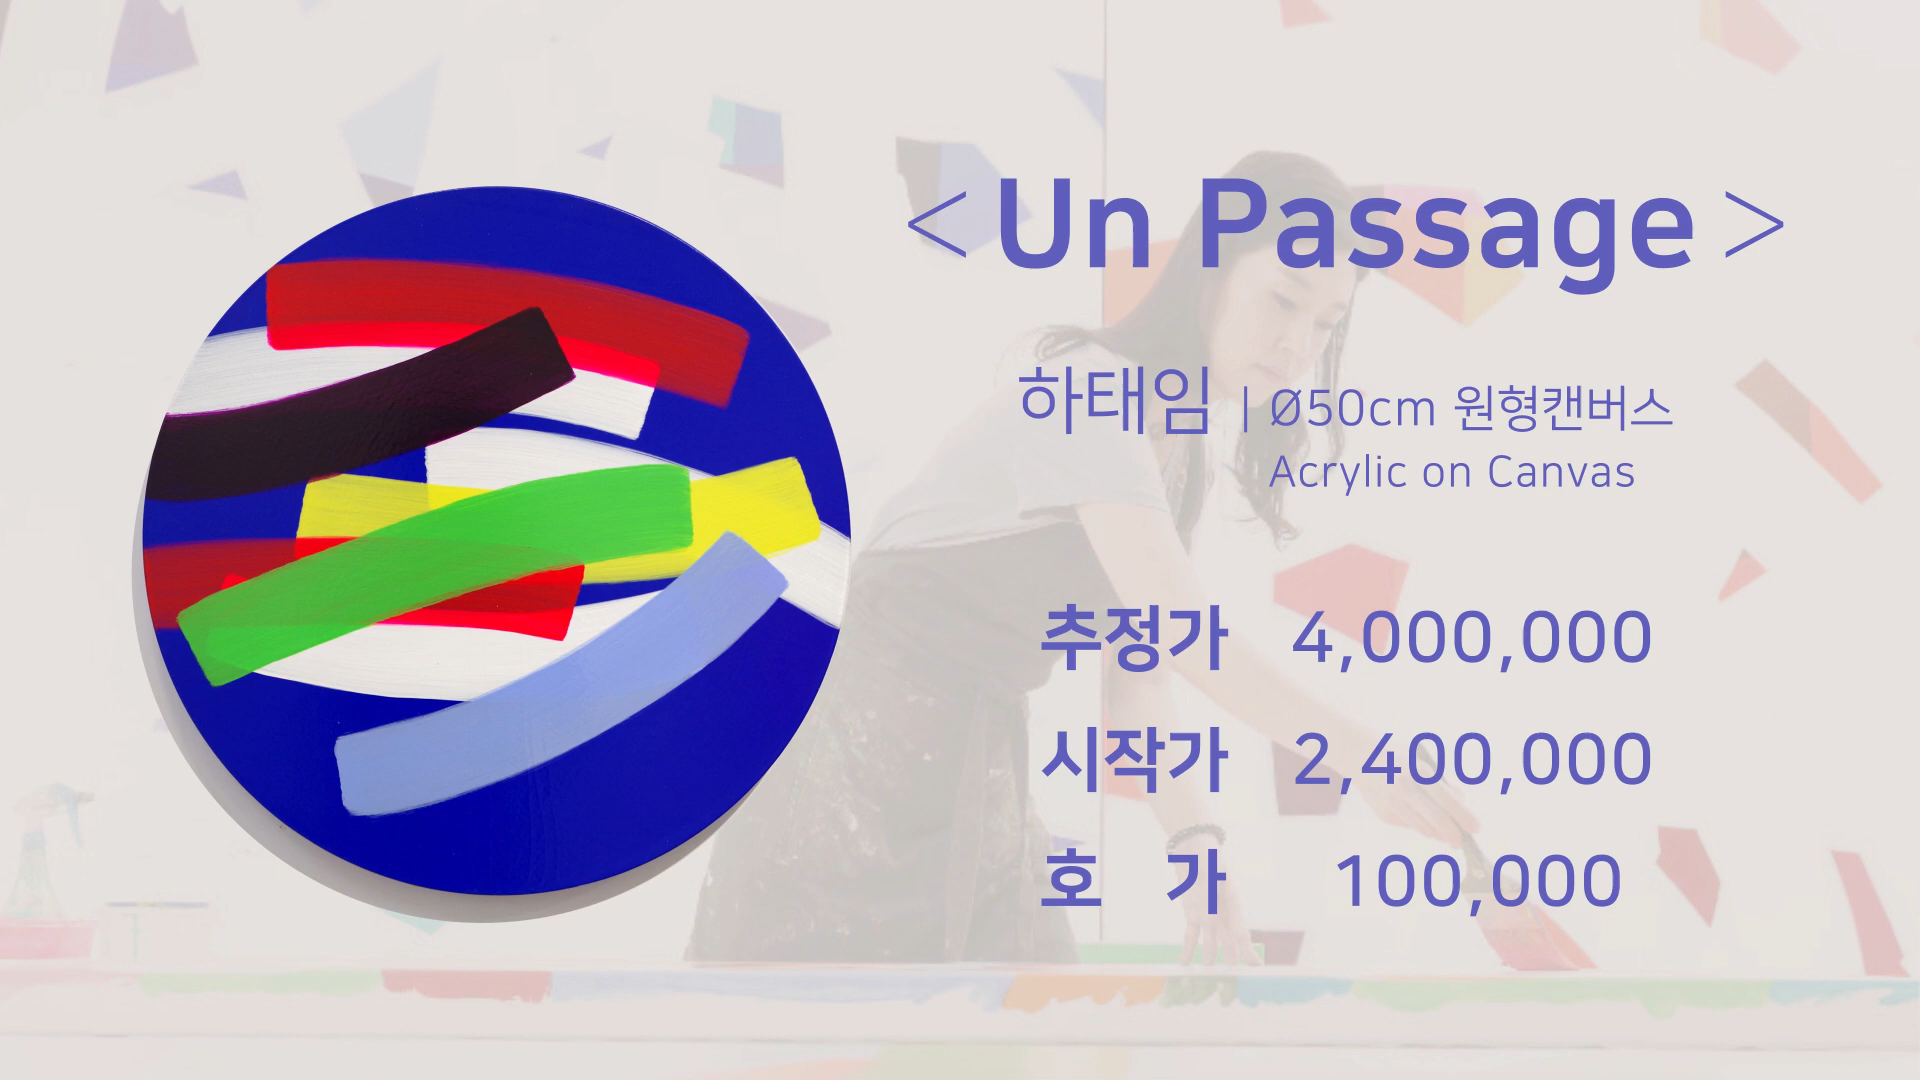 < Un Passage >
하태임 | Ø50cm 원형캔버스
Acrylic on Canvas
추정가 4,000,000
시작가 2,400,000
호 가 100,000